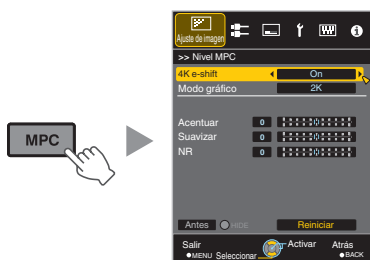 MPC
Ajuste de imagen
>> Nivel MPC
4K e-shift On
Modo gráfico 2K
Acentuar 0
Suavizar 0
NR 0
Antes HIDE Reiniciar
Salir Activar Atrás
MENU Seleccionar BACK